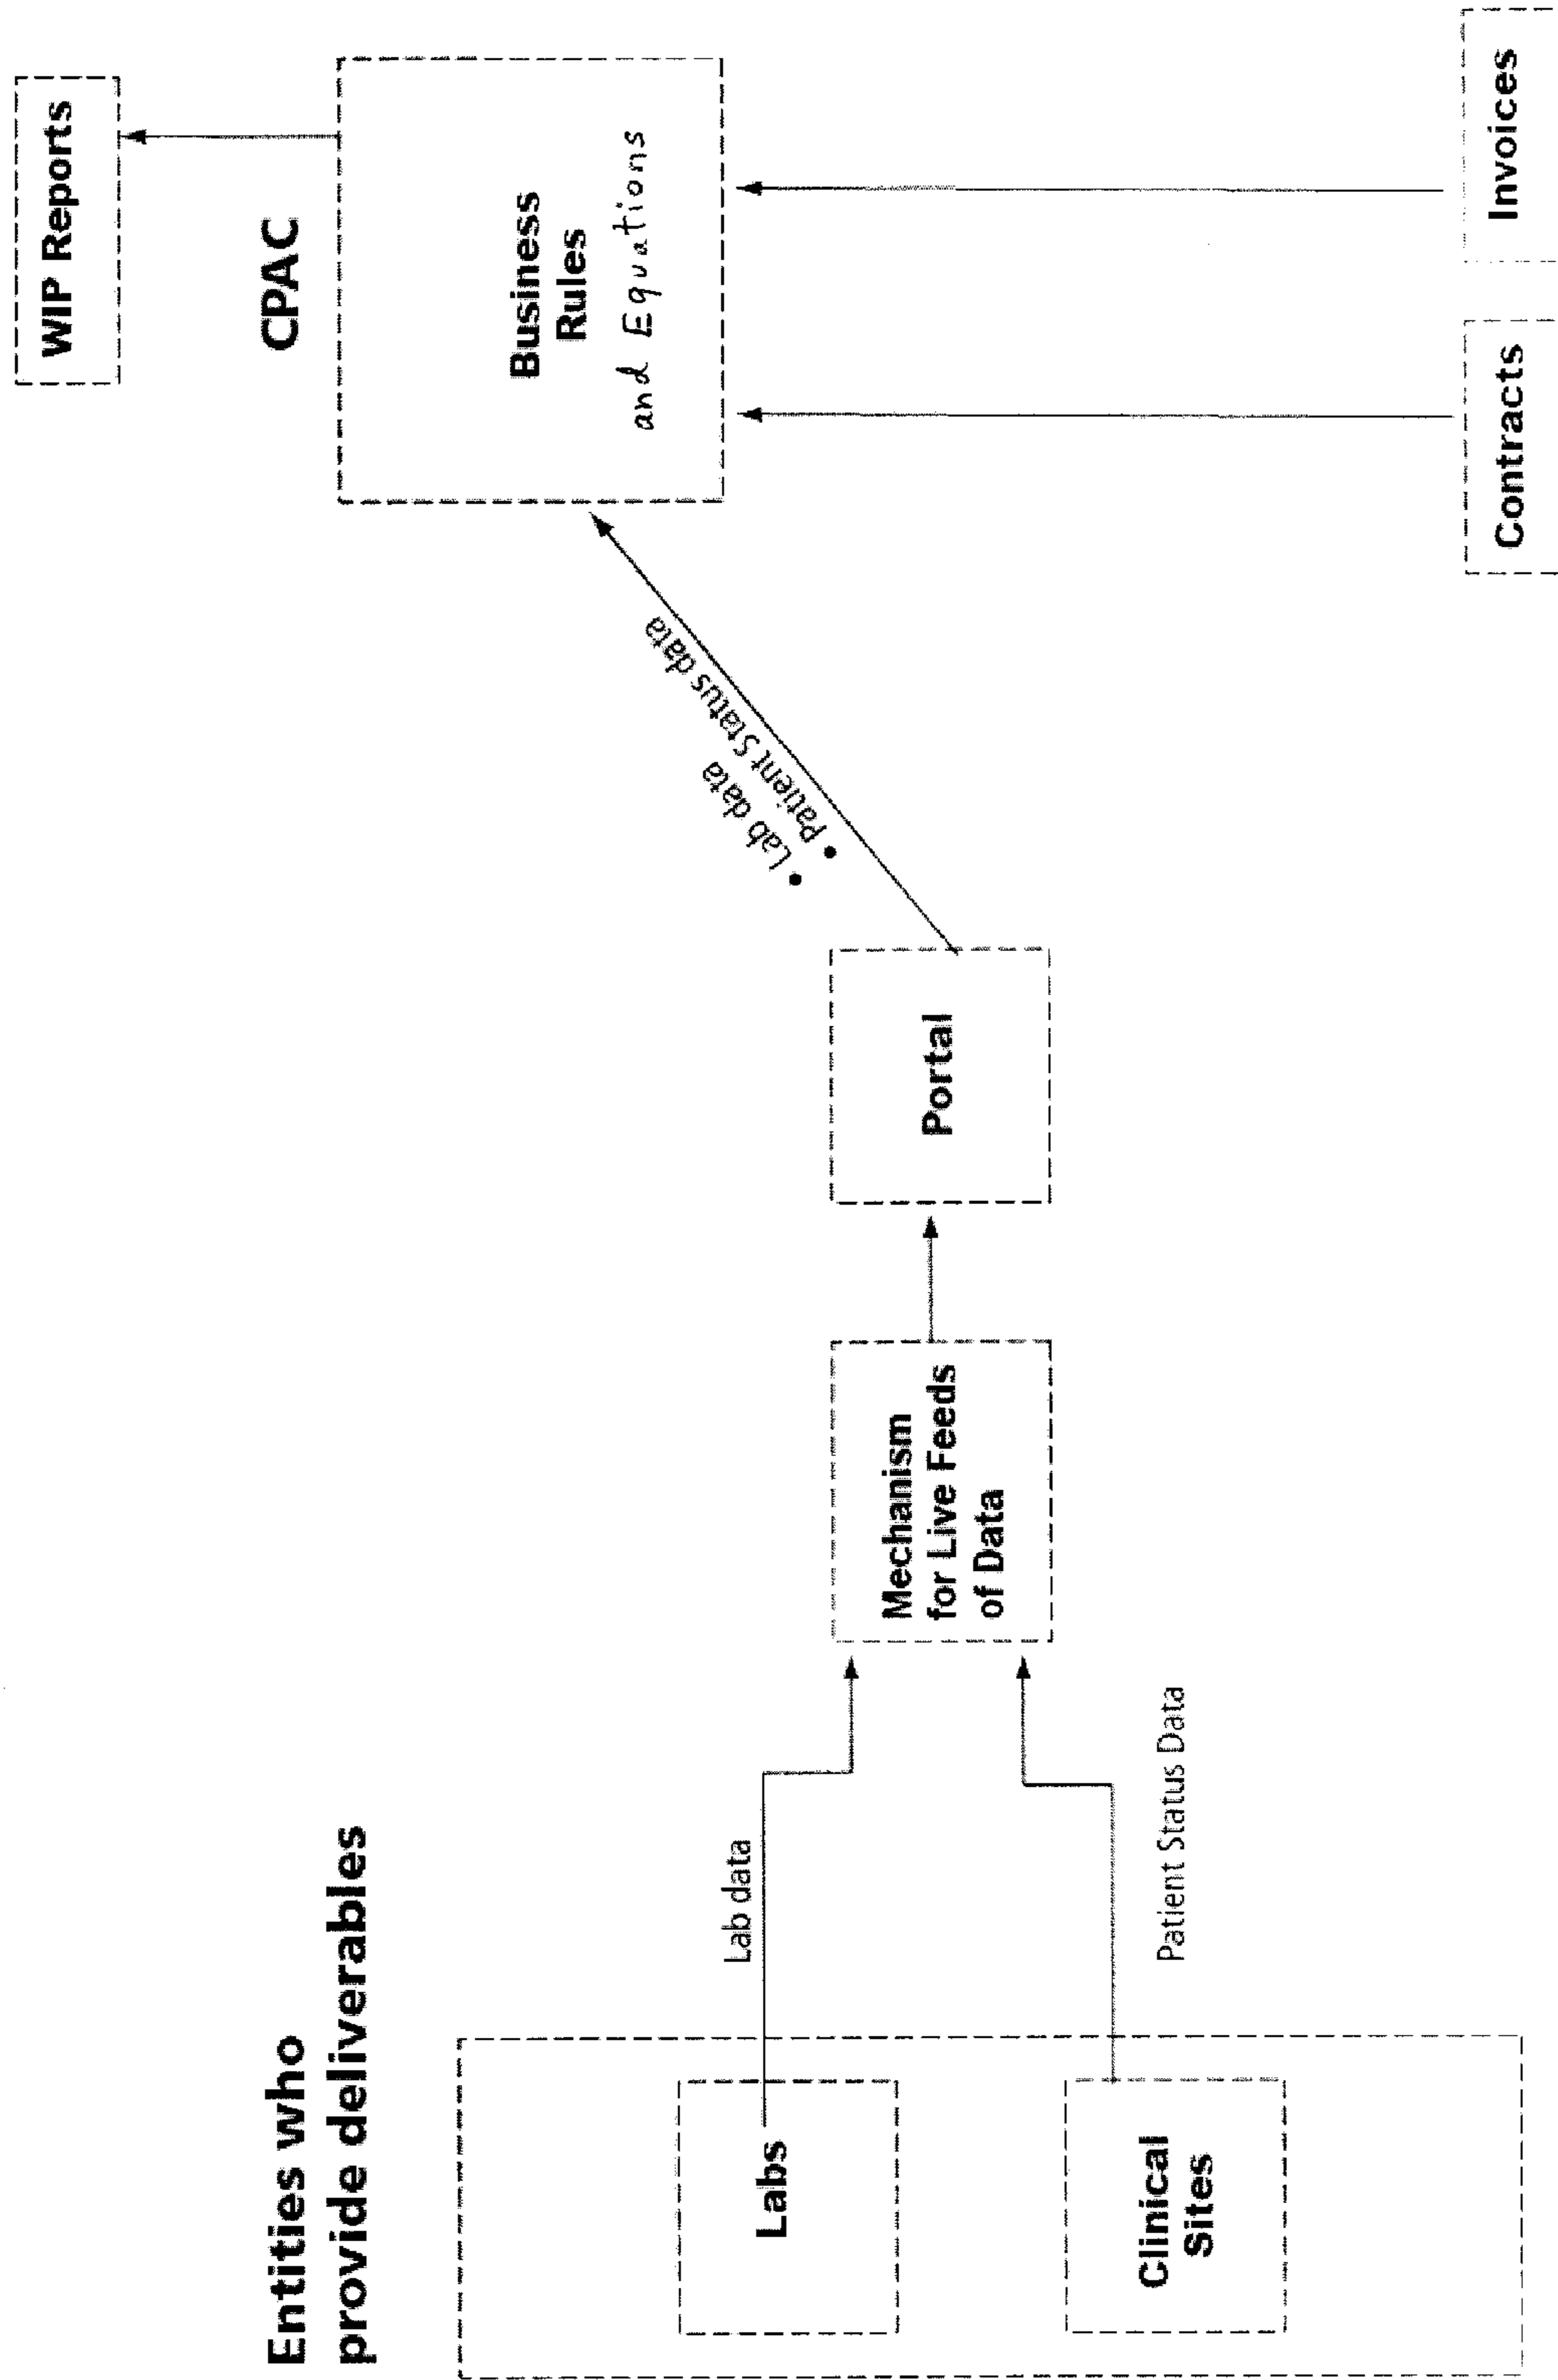 Entities who
provide deliverables
Labs
Clinical
Sites
Lab data
Patient Status Data
Mechanism
for Live Feeds
of Data
Portal
• Lab data
• Patient Status data
WIP Reports
CPAC
Business
Rules
and Equations
Contracts
Invoices